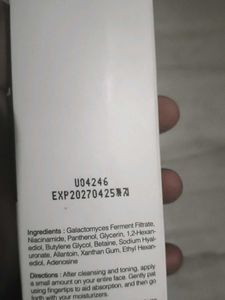 U04246
EXP20270425까지
Ingredients : Galactomyces Ferment Filtrate,
Niacinamide, Panthenol, Glycerin, 1,2-Hexan-
ediol, Butylene Glycol, Betaine, Sodium Hyal-
uronate, Allantoin, Xanthan Gum, Ethyl Hexan-
ediol, Adenosine
Directions : After cleansing and toning, apply
a small amount on your entire face. Gently pat
using fingertips to aid absorption, and then go
forth with your moisturizers.